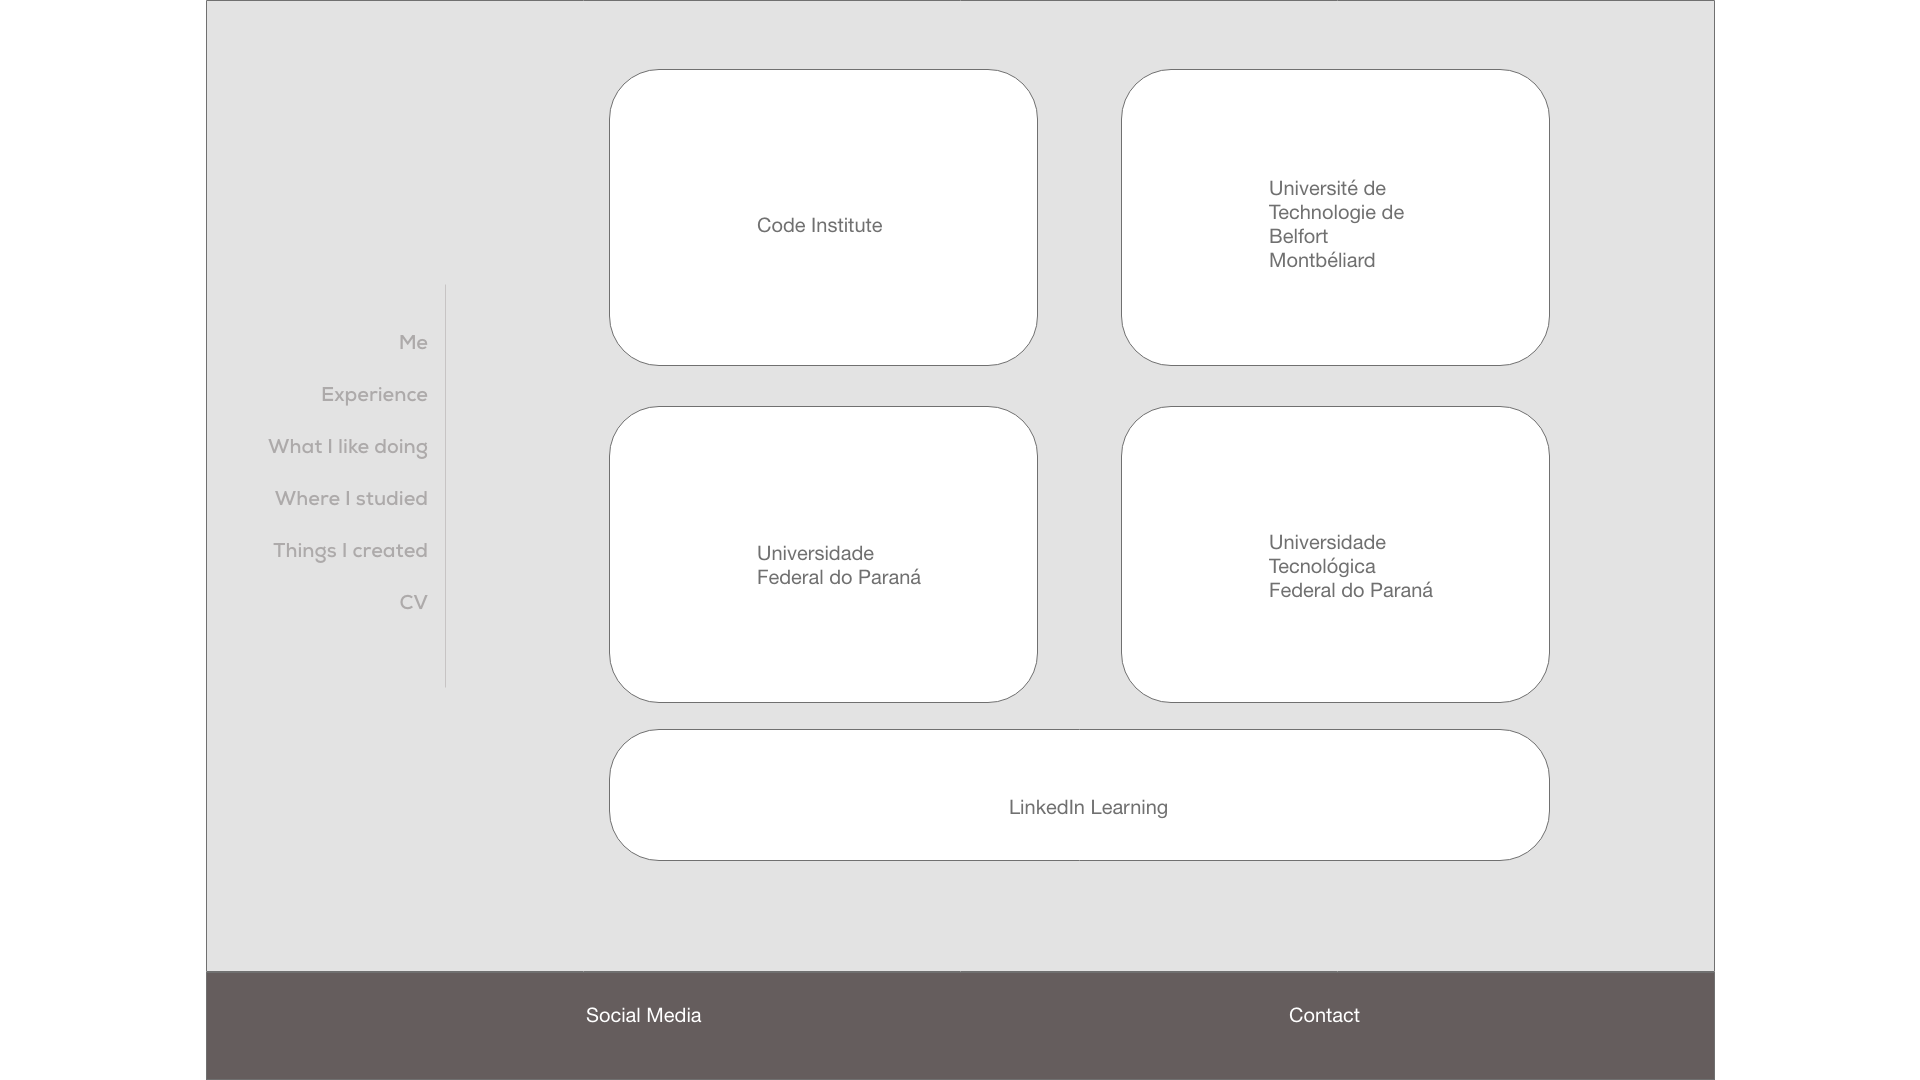 Me
Experience
What I like doing
Where I studied
Things I created
CV
Code Institute
Université de
Technologie de
Belfort
Montbéliard
Universidade
Federal do Paraná
Universidade
Tecnológica
Federal do Paraná
LinkedIn Learning
Social Media
Contact